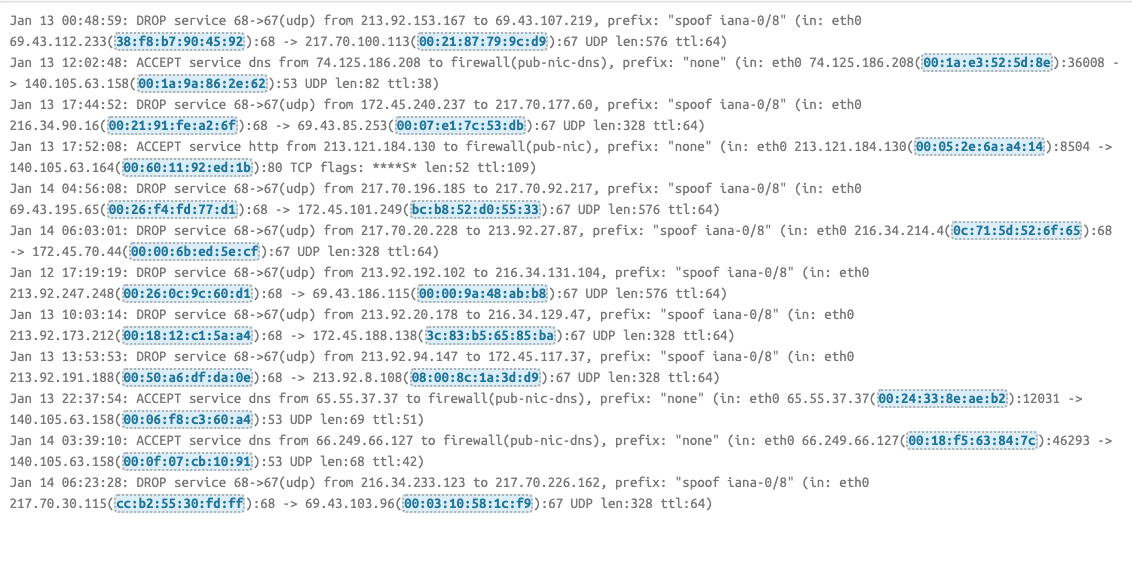 Jan 13 00:48:59: DROP service 68->67(udp) from 213.92.153.167 to 69.43.107.219, prefix: "spoof iana-0/8" (in: eth0
69.43.112.233(38:f8:b7:90:45:92):68 -> 217.70.100.113(00:21:87:79:9c:d9):67 UDP len:576 ttl:64)
Jan 13 12:02:48: ACCEPT service dns from 74.125.186.208 to firewall(pub-nic-dns), prefix: "none" (in: eth0 74.125.186.208(00:1a:e3:52:5d:8e):36008 -
> 140.105.63.158(00:1a:9a:86:2e:62):53 UDP len:82 ttl:38)
Jan 13 17:44:52: DROP service 68->67(udp) from 172.45.240.237 to 217.70.177.60, prefix: "spoof iana-0/8" (in: eth0
216.34.90.16(00:21:91:fe:a2:6f):68 -> 69.43.85.253(00:07:e1:7c:53:db):67 UDP len:328 ttl:64)
Jan 13 17:52:08: ACCEPT service http from 213.121.184.130 to firewall(pub-nic), prefix: "none" (in: eth0 213.121.184.130(00:05:2e:6a:a4:14):8504 ->
140.105.63.164(00:60:11:92:ed:1b):80 TCP flags: ****S* len:52 ttl:109)
Jan 14 04:56:08: DROP service 68->67(udp) from 217.70.196.185 to 217.70.92.217, prefix: "spoof iana-0/8" (in: eth0
69.43.195.65(00:26:f4:fd:77:d1):68 -> 172.45.101.249(bc:b8:52:d0:55:33):67 UDP len:576 ttl:64)
Jan 14 06:03:01: DROP service 68->67(udp) from 217.70.20.228 to 213.92.27.87, prefix: "spoof iana-0/8" (in: eth0 216.34.214.4(0c:71:5d:52:6f:65):68
-> 172.45.70.44(00:00:6b:ed:5e:cf):67 UDP len:328 ttl:64)
Jan 12 17:19:19: DROP service 68->67(udp) from 213.92.192.102 to 216.34.131.104, prefix: "spoof iana-0/8" (in: eth0
213.92.247.248(00:26:0c:9c:60:d1):68 -> 69.43.186.115(00:00:9a:48:ab:b8):67 UDP len:576 ttl:64)
Jan 13 10:03:14: DROP service 68->67(udp) from 213.92.20.178 to 216.34.129.47, prefix: "spoof iana-0/8" (in: eth0
213.92.173.212(00:18:12:c1:5a:a4):68 -> 172.45.188.138(3c:83:b5:65:85:ba):67 UDP len:328 ttl:64)
Jan 13 13:53:53: DROP service 68->67(udp) from 213.92.94.147 to 172.45.117.37, prefix: "spoof iana-0/8" (in: eth0
213.92.191.188(00:50:a6:df:da:0e):68 -> 213.92.8.108(08:00:8c:1a:3d:d9):67 UDP len:328 ttl:64)
Jan 13 22:37:54: ACCEPT service dns from 65.55.37.37 to firewall(pub-nic-dns), prefix: "none" (in: eth0 65.55.37.37(00:24:33:8e:ae:b2):12031 ->
140.105.63.158(00:06:f8:c3:60:a4):53 UDP len:69 ttl:51)
Jan 14 03:39:10: ACCEPT service dns from 66.249.66.127 to firewall(pub-nic-dns), prefix: "none" (in: eth0 66.249.66.127(00:18:f5:63:84:7c):46293 ->
140.105.63.158(00:0f:07:cb:10:91):53 UDP len:68 ttl:42)
Jan 14 06:23:28: DROP service 68->67(udp) from 216.34.233.123 to 217.70.226.162, prefix: "spoof iana-0/8" (in: eth0
217.70.30.115(cc:b2:55:30:fd:ff):68 -> 69.43.103.96(00:03:10:58:1c:f9):67 UDP len:328 ttl:64)